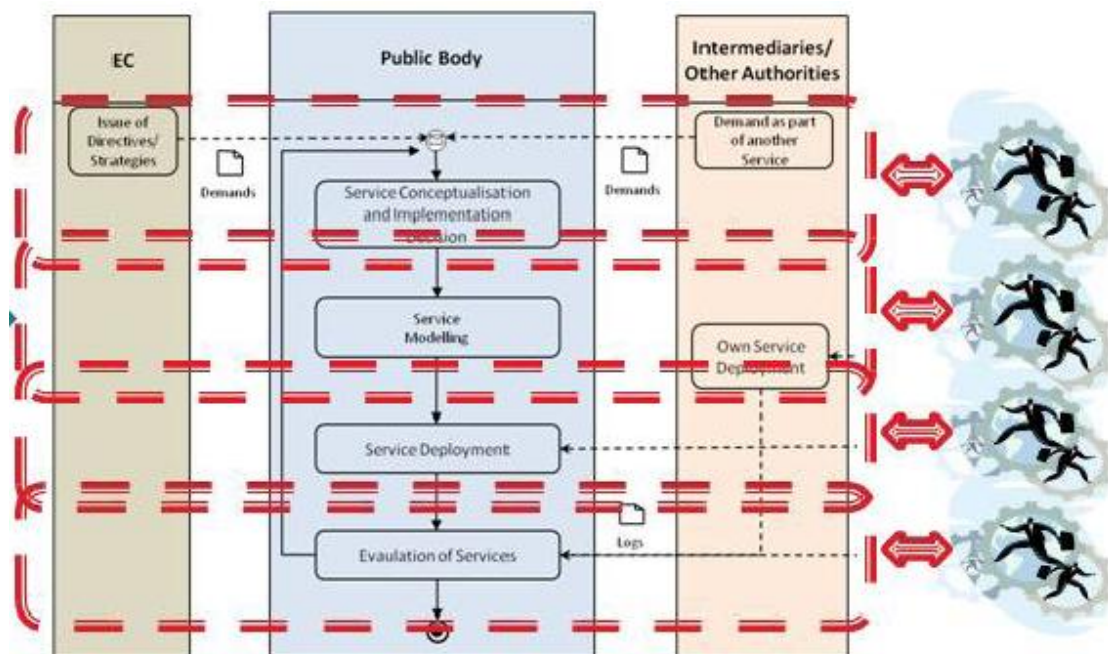 EC
Public Body
Intermediaries/
Other Authorities
Issue of
Directives/
Strategies
Demand as part
of another
Service
Demands
Demands
Service Conceptualisation
and Implementation
Decision
Service
Modelling
Own Service
Deployment
Service Deployment
Logs
Evaulation of Services